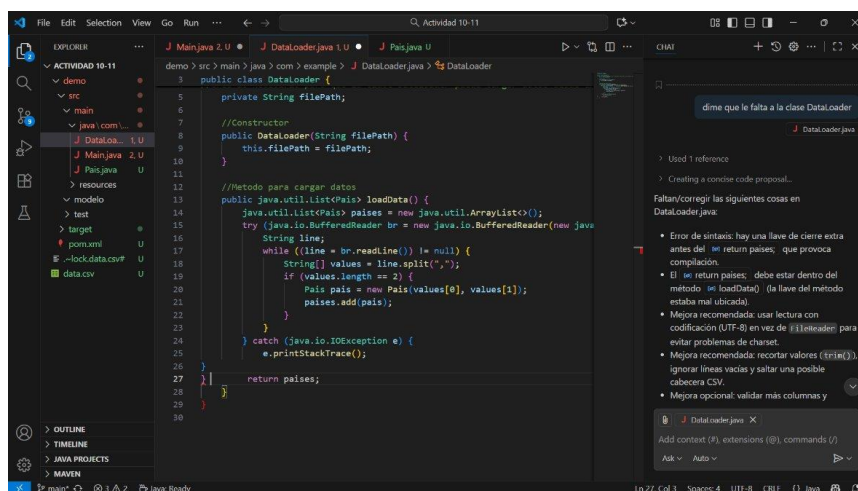 File Edit Selection View Go Run ...
Actividad 10-11
EXPLORER
ACTIVIDAD 10-11
demo
src
main
java \ com \...
J DataLoa... 1, U
J Main.java 2, U
J Pais.java U
resources
modelo
test
target
pom.xml U
.~lock.data.csv# U
data.csv U
OUTLINE
TIMELINE
JAVA PROJECTS
MAVEN
J Main.java 2, U
J DataLoader.java 1, U
J Pais.java U
demo > src > main > java > com > example > J DataLoader.java > DataLoader
3 public class DataLoader {
5 private String filePath;
6
7 //Constructor
8 public DataLoader(String filePath) {
9 this.filePath = filePath;
10 }
11
12 //Metodo para cargar datos
13 public java.util.List<Pais> loadData() {
14 java.util.List<Pais> paises = new java.util.ArrayList<>();
15 try (java.io.BufferedReader br = new java.io.BufferedReader(new java
16 String line;
17 while ((line = br.readLine()) != null) {
18 String[] values = line.split(",");
19 if (values.length == 2) {
20 Pais pais = new Pais(values[0], values[1]);
21 paises.add(pais);
22 }
23 }
24 } catch (java.io.IOException e) {
25 e.printStackTrace();
26 }
27 } return paises;
28 }
29 }
30
CHAT
dime que le falta a la clase DataLoader
J DataLoader.java
Used 1 reference
Creating a concise code proposal...
Faltan/corregir las siguientes cosas en
DataLoader.java:
• Error de sintaxis: hay una llave de cierre extra
antes del return paises; que provoca
compilación.
• El return paises; debe estar dentro del
método loadData() (la llave del método
estaba mal ubicada).
• Mejora recomendada: usar lectura con
codificación (UTF-8) en vez de FileReader para
evitar problemas de charset.
• Mejora recomendada: recortar valores (trim()),
ignorar líneas vacías y saltar una posible
cabecera CSV.
• Mejora opcional: validar más columnas y
J DataLoader.java
Add context (#), extensions (@), commands (/)
Ask Auto
main* 3 2 Java: Ready
Ln 27, Col 3 Spaces: 4 UTF-8 CRLF {} Java